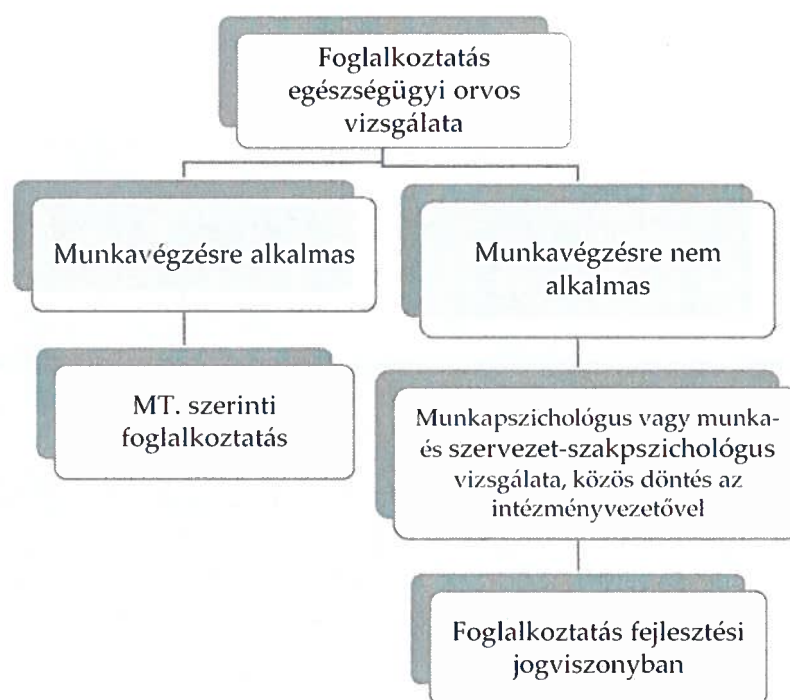 Foglalkoztatás
egészségügyi orvos
vizsgálata
Munkavégzésre alkalmas
Munkavégzésre nem
alkalmas
MT. szerinti
foglalkoztatás
Munkapszichológus vagy munka-
és szervezet-szakpszichológus
vizsgálata, közös döntés az
intézményvezetővel
Foglalkoztatás fejlesztési
jogviszonyban